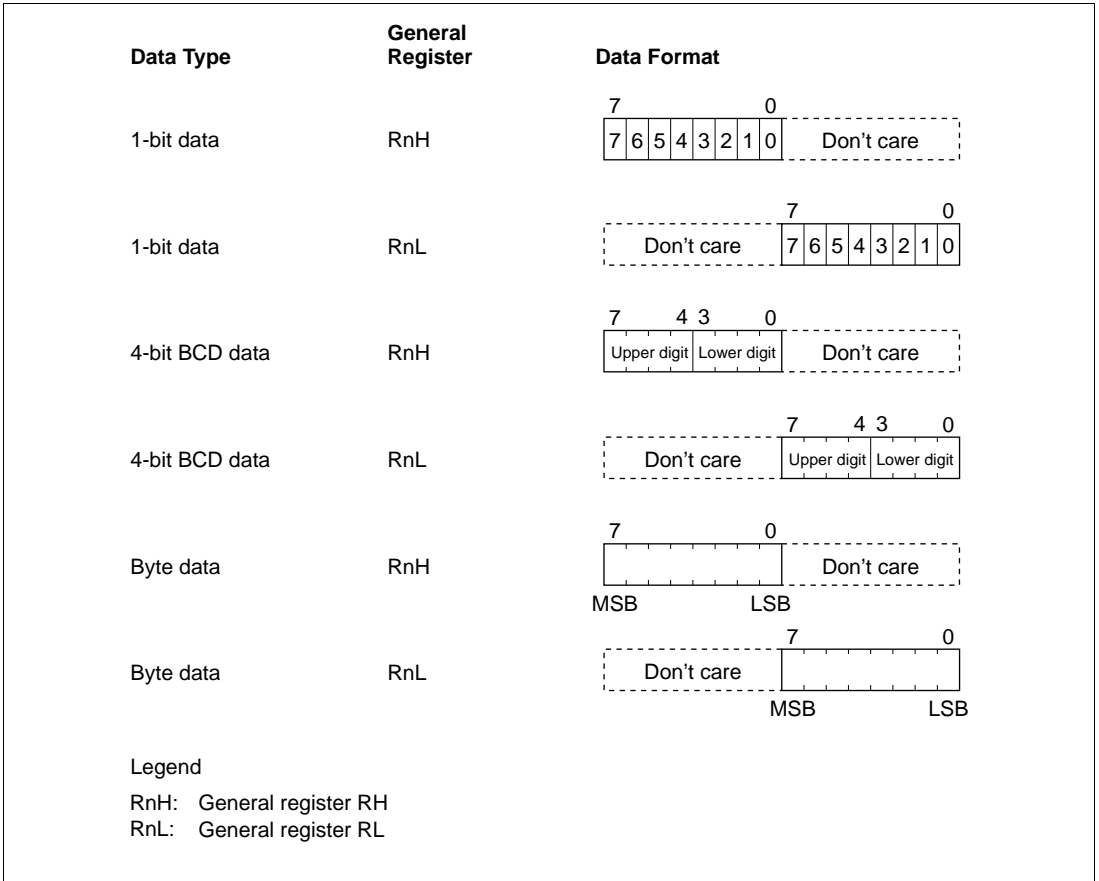 General
Data Type Register Data Format
7 0
1-bit data RnH 7 6 5 4 3 2 1 0 Don't care
7 0
1-bit data RnL Don't care 7 6 5 4 3 2 1 0
7 4 3 0
4-bit BCD data RnH Upper digit Lower digit Don't care
7 4 3 0
4-bit BCD data RnL Don't care Upper digit Lower digit
7 0
Byte data RnH Don't care
MSB LSB
7 0
Byte data RnL Don't care
MSB LSB
Legend
RnH: General register RH
RnL: General register RL